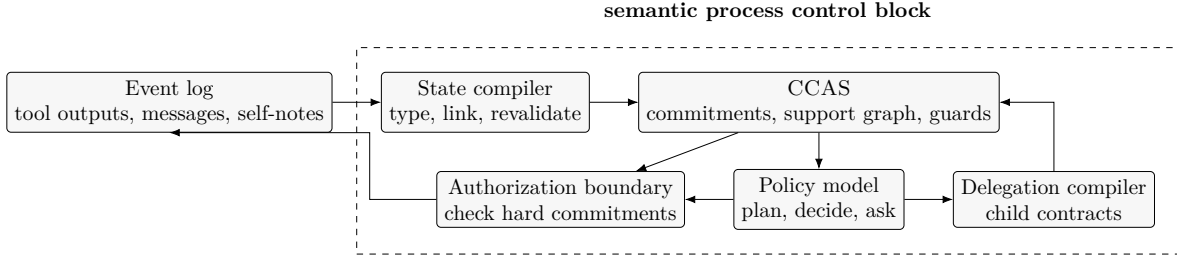 semantic process control block
Event log
tool outputs, messages, self-notes
State compiler
type, link, revalidate
CCAS
commitments, support graph, guards
Authorization boundary
check hard commitments
Policy model
plan, decide, ask
Delegation compiler
child contracts